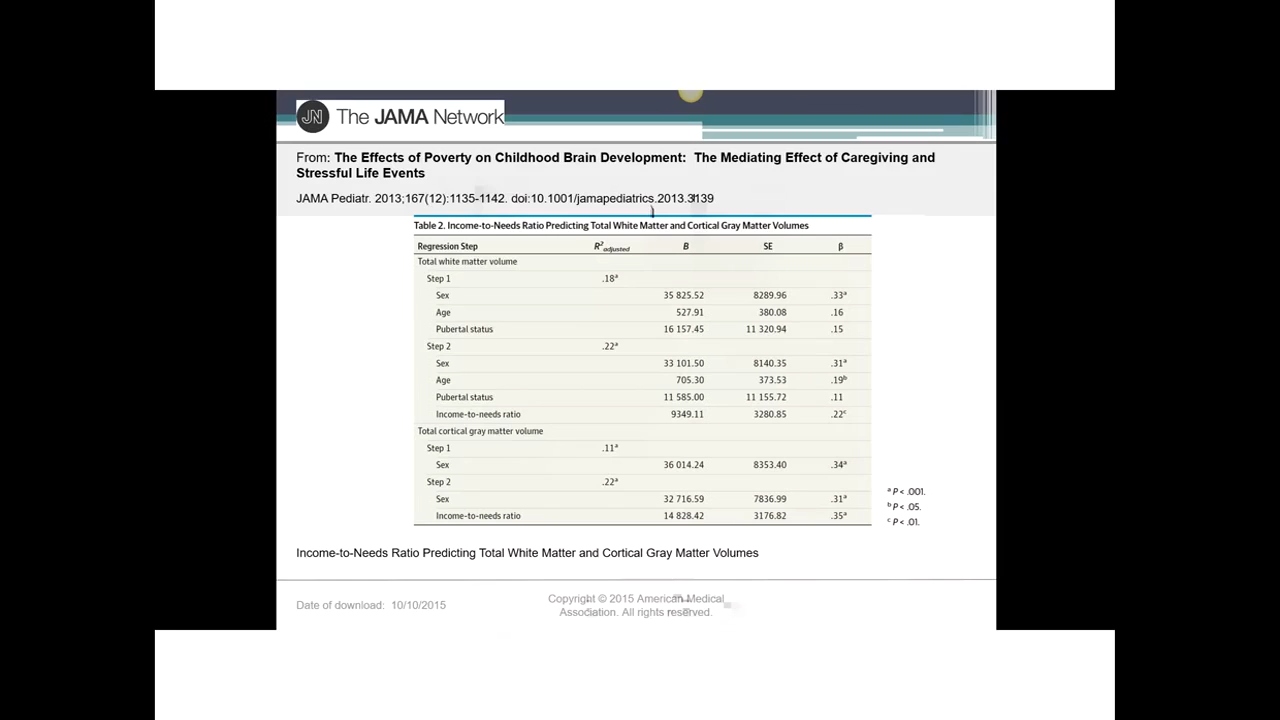 JN The JAMA Network
From: The Effects of Poverty on Childhood Brain Development: The Mediating Effect of Caregiving and
Stressful Life Events
JAMA Pediatr. 2013;167(12):1135-1142. doi:10.1001/jamapediatrics.2013.3139
Table 2. Income-to-Needs Ratio Predicting Total White Matter and Cortical Gray Matter Volumes
Regression Step R²adjusted B SE β
Total white matter volume
Step 1 .18ᵃ
Sex 35 825.52 8289.96 .33ᵃ
Age 527.91 380.08 .16
Pubertal status 16 157.45 11 320.94 .15
Step 2 .22ᵃ
Sex 33 101.50 8140.35 .31ᵃ
Age 705.30 373.53 .19ᵇ
Pubertal status 11 585.00 11 155.72 .11
Income-to-needs ratio 9349.11 3280.85 .22ᶜ
Total cortical gray matter volume
Step 1 .11ᵃ
Sex 36 014.24 8353.40 .34ᵃ
Step 2 .22ᵃ
Sex 32 716.59 7836.99 .31ᵃ
Income-to-needs ratio 14 828.42 3176.82 .35ᵃ
ᵃ P < .001.
ᵇ P < .05.
ᶜ P < .01.
Income-to-Needs Ratio Predicting Total White Matter and Cortical Gray Matter Volumes
Date of download: 10/10/2015
Copyright © 2015 American Medical
Association. All rights reserved.